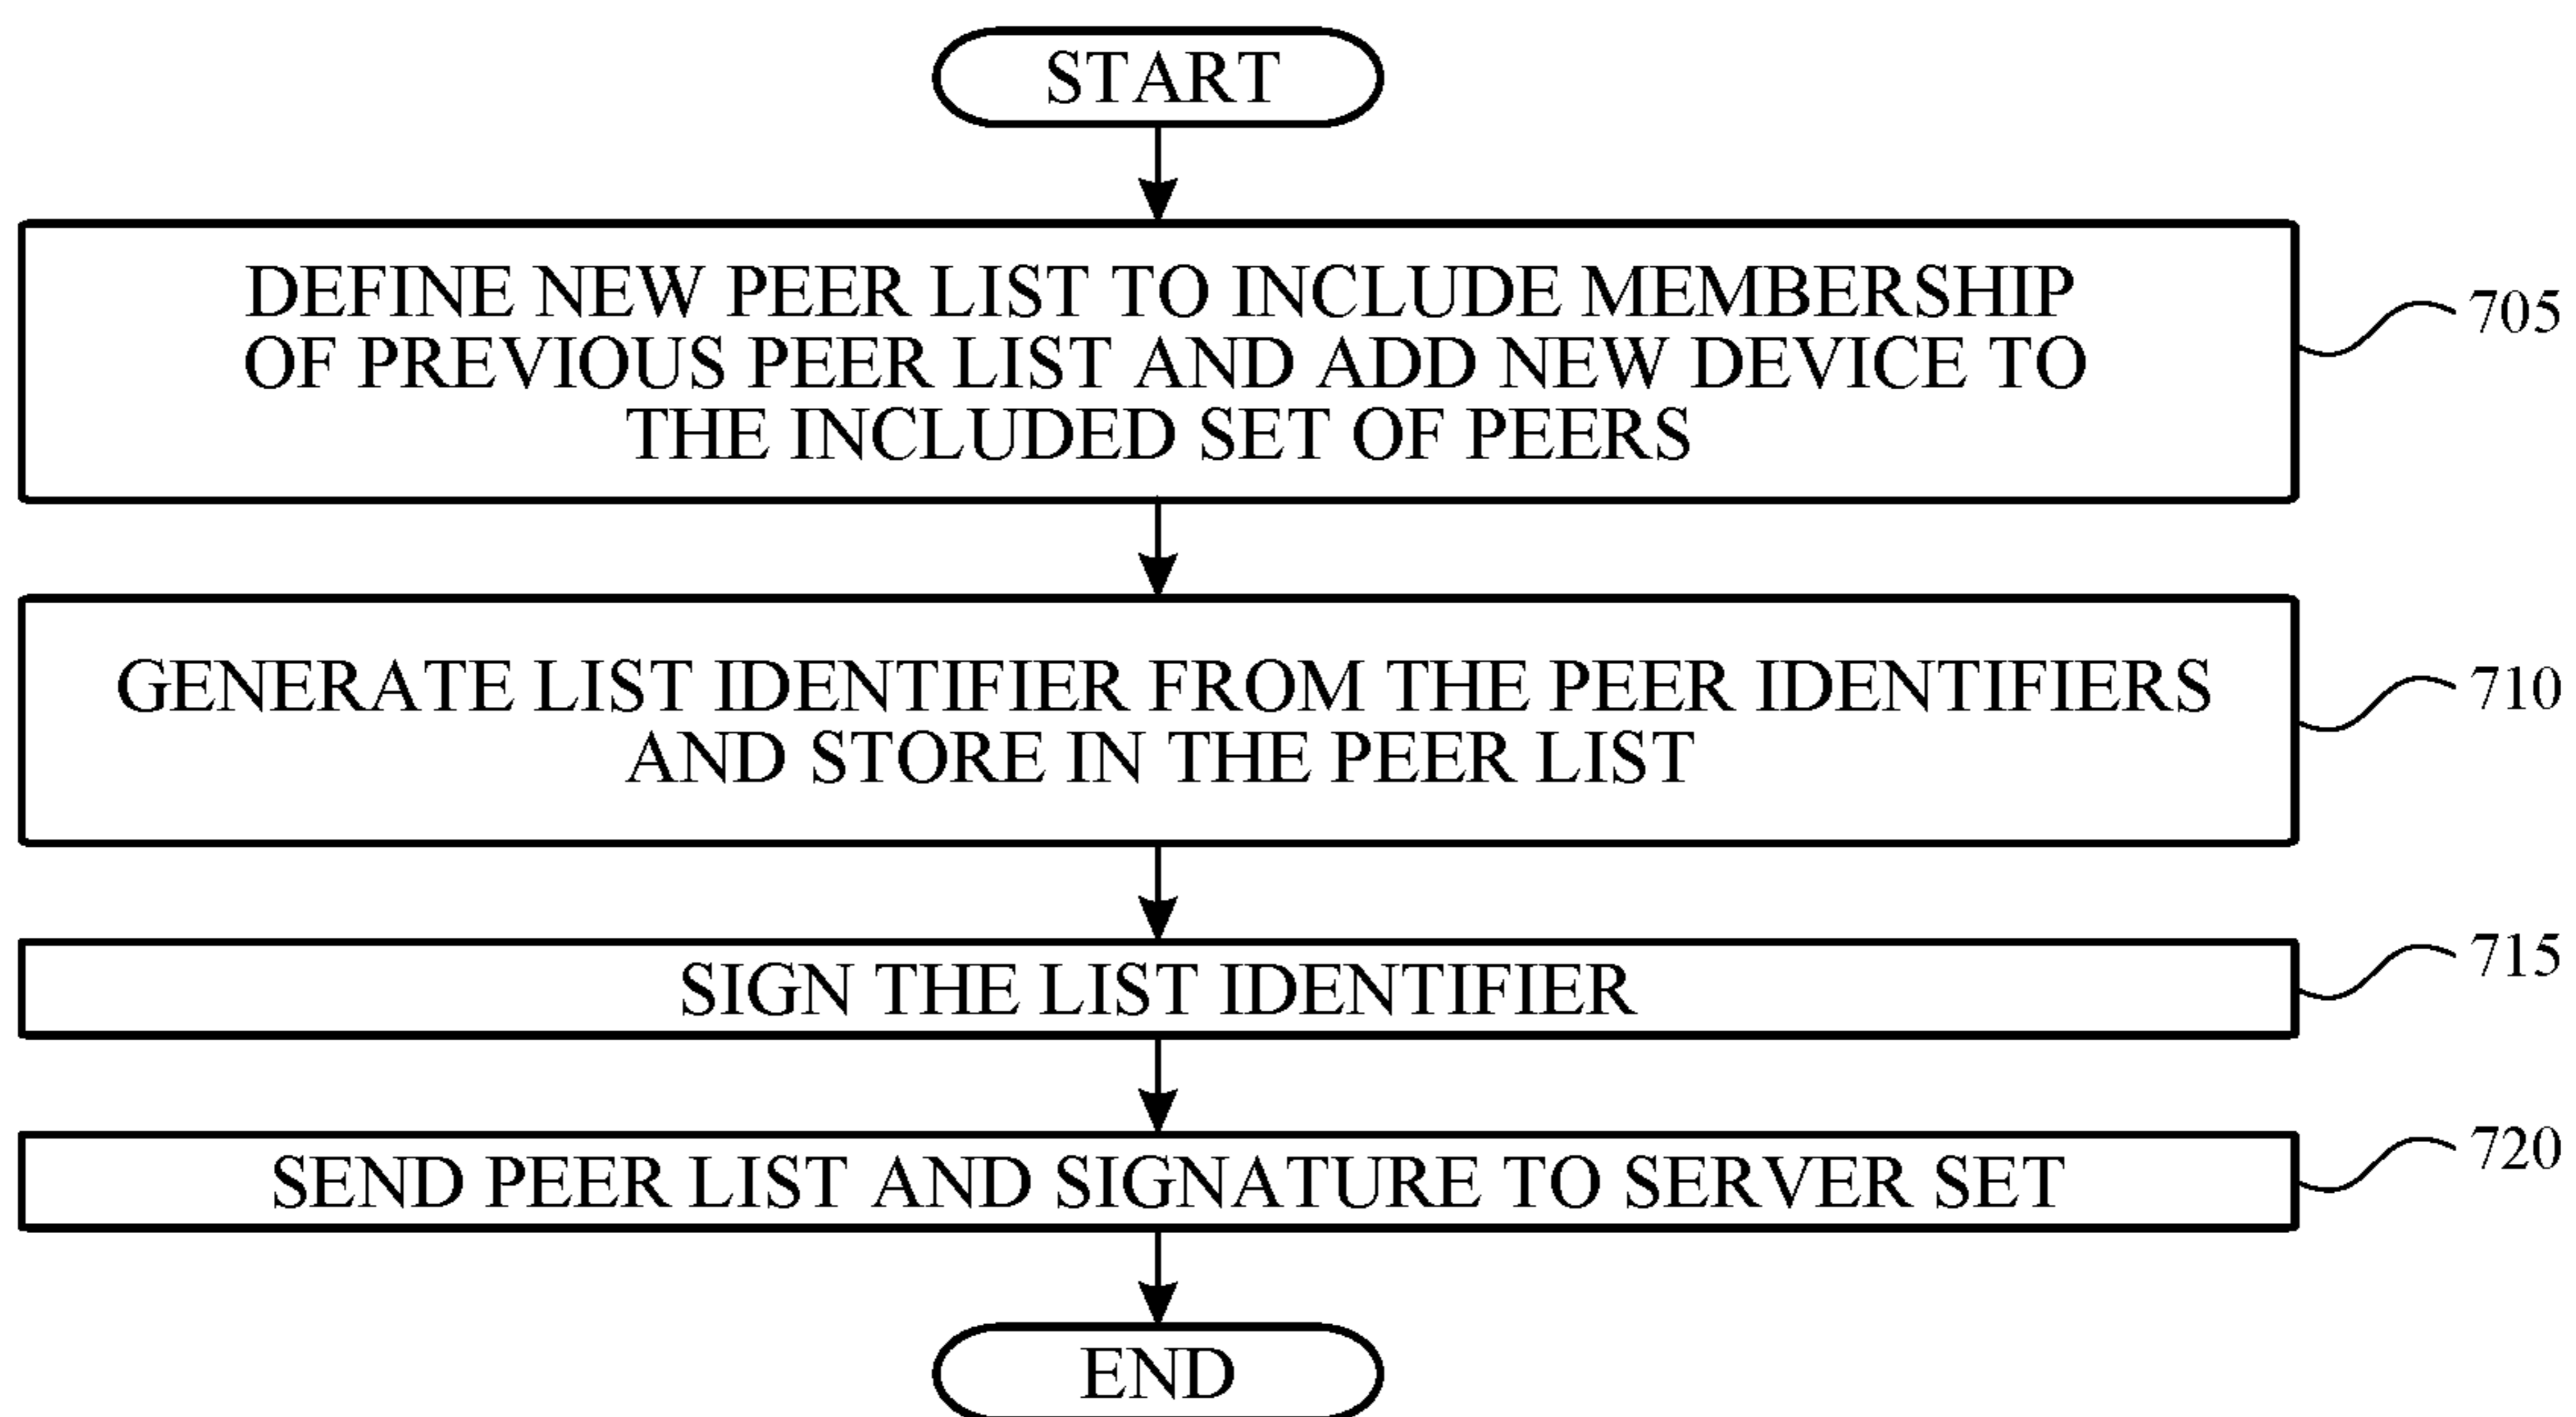 START
DEFINE NEW PEER LIST TO INCLUDE MEMBERSHIP
OF PREVIOUS PEER LIST AND ADD NEW DEVICE TO
THE INCLUDED SET OF PEERS
705
GENERATE LIST IDENTIFIER FROM THE PEER IDENTIFIERS
AND STORE IN THE PEER LIST
710
SIGN THE LIST IDENTIFIER
715
SEND PEER LIST AND SIGNATURE TO SERVER SET
720
END